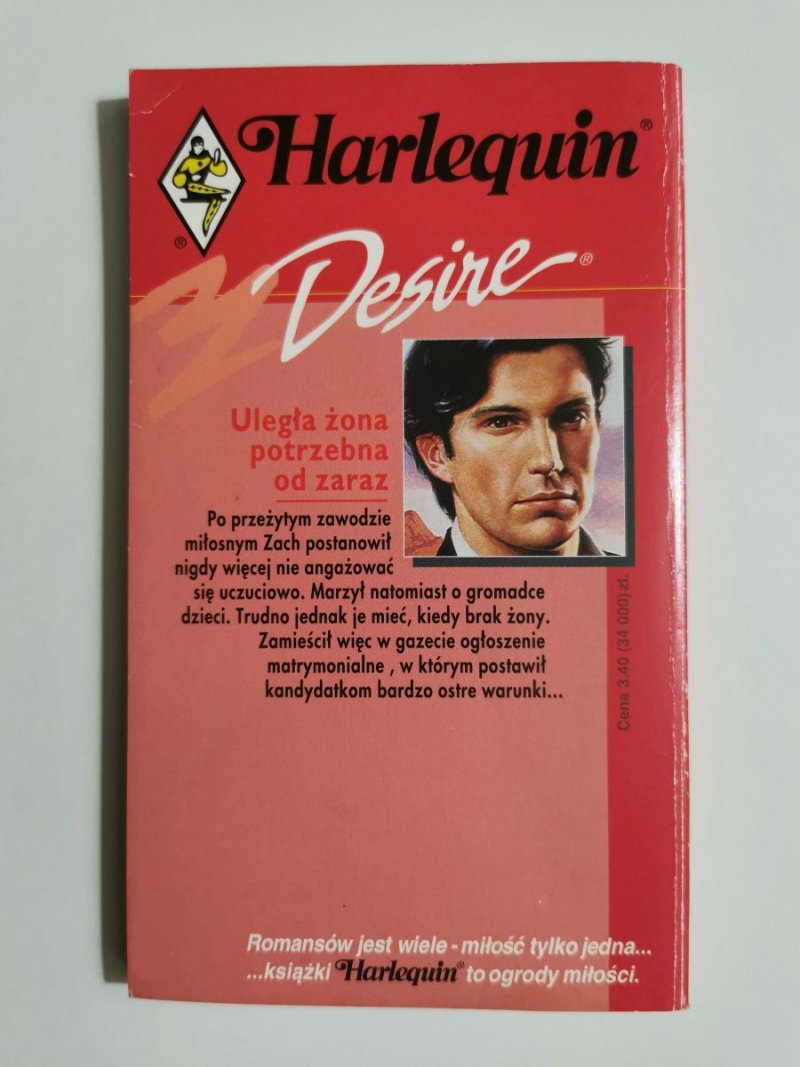 Harlequin®
®
Desire®
Uległa żona
potrzebna
od zaraz
Po przeżytym zawodzie
miłosnym Zach postanowił
nigdy więcej nie angażować
się uczuciowo. Marzył natomiast o gromadce
dzieci. Trudno jednak je mieć, kiedy brak żony.
Zamieścił więc w gazecie ogłoszenie
matrymonialne , w którym postawił
kandydatkom bardzo ostre warunki...
Cena 3.40 (34 000) zł.
Romansów jest wiele - miłość tylko jedna...
...książki Harlequin® to ogrody miłości.